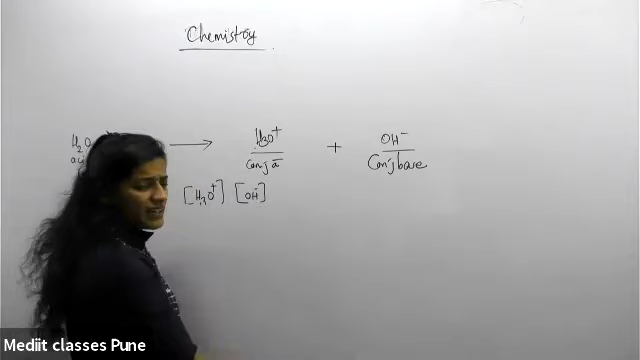 Chemistry
H₂O → H₃O⁺ + OH⁻
Conj a Conj base
[H₃O⁺] [OH⁻]
Mediit classes Pune